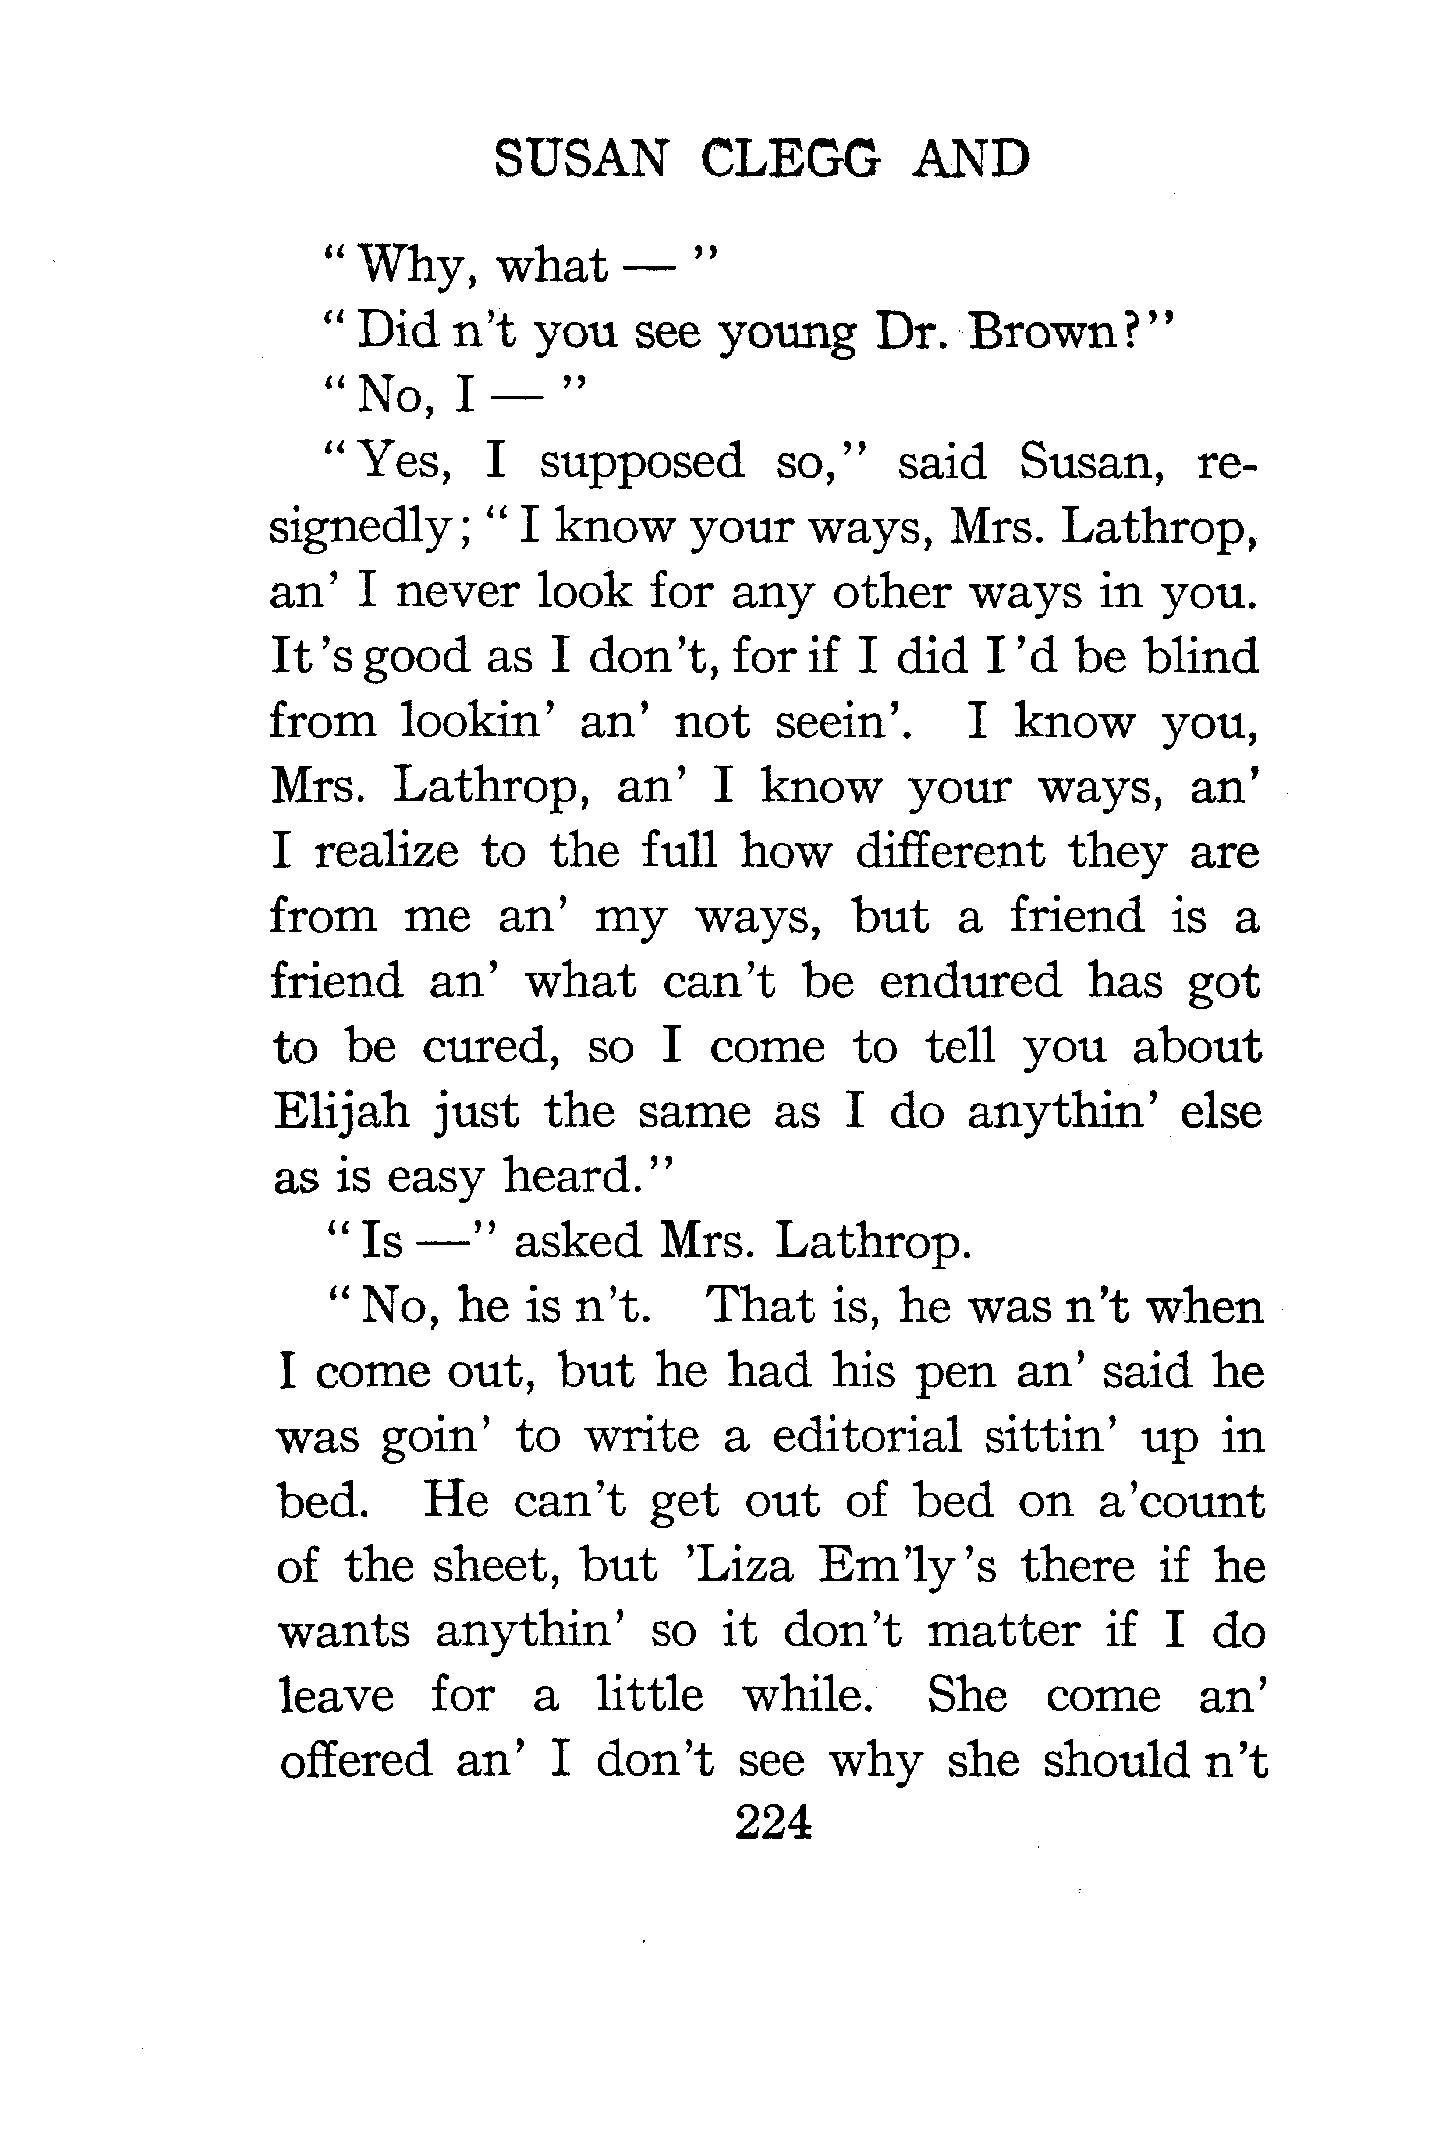 SUSAN CLEGG AND
“Why, what — ”
“Did n’t you see young Dr. Brown?”
“No, I — ”
“Yes, I supposed so,” said Susan, re-
signedly; “I know your ways, Mrs. Lathrop,
an’ I never look for any other ways in you.
It ’s good as I don’t, for if I did I ’d be blind
from lookin’ an’ not seein’. I know you,
Mrs. Lathrop, an’ I know your ways, an’
I realize to the full how different they are
from me an’ my ways, but a friend is a
friend an’ what can’t be endured has got
to be cured, so I come to tell you about
Elijah just the same as I do anythin’ else
as is easy heard.”
“Is —” asked Mrs. Lathrop.
“No, he is n’t. That is, he was n’t when
I come out, but he had his pen an’ said he
was goin’ to write a editorial sittin’ up in
bed. He can’t get out of bed on a’count
of the sheet, but ’Liza Em’ly ’s there if he
wants anythin’ so it don’t matter if I do
leave for a little while. She come an’
offered an’ I don’t see why she should n’t
224